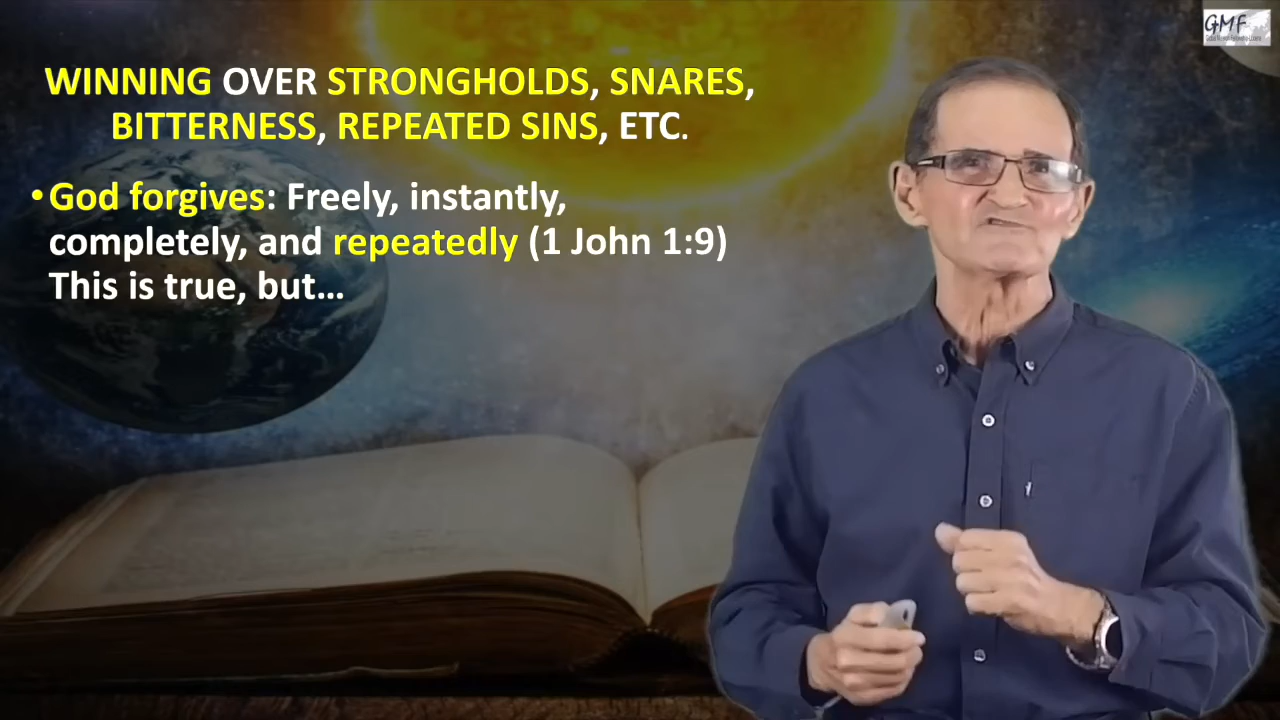 GMF
WINNING OVER STRONGHOLDS, SNARES,
BITTERNESS, REPEATED SINS, ETC.
•God forgives: Freely, instantly,
completely, and repeatedly (1 John 1:9)
This is true, but...